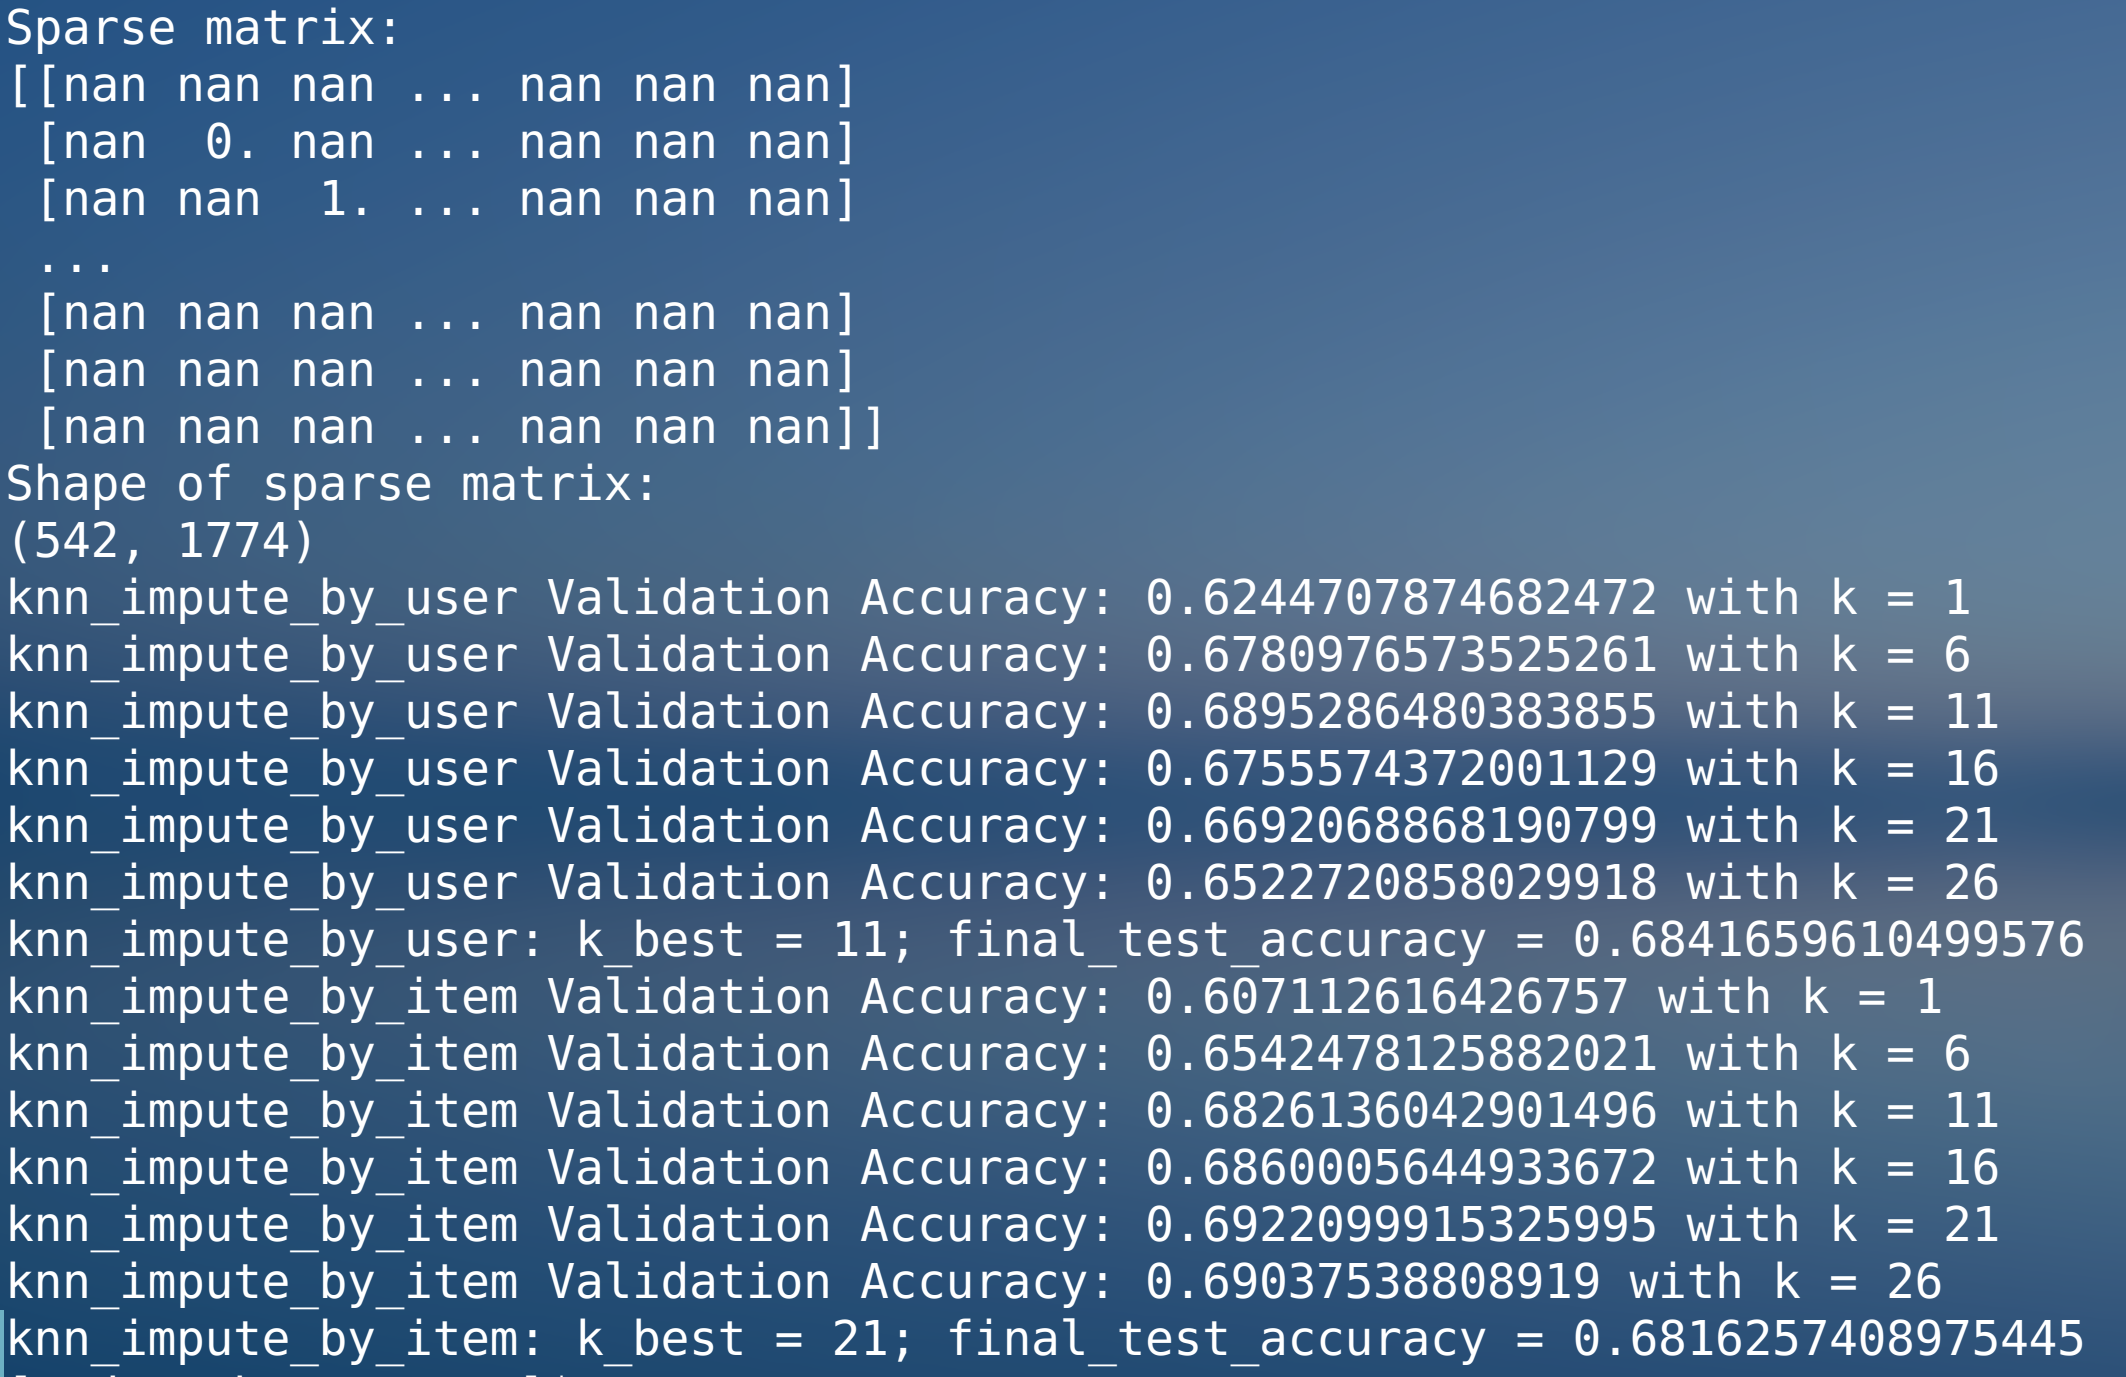 Sparse matrix:
[[nan nan nan ... nan nan nan]
 [nan  0. nan ... nan nan nan]
 [nan nan  1. ... nan nan nan]
 ...
 [nan nan nan ... nan nan nan]
 [nan nan nan ... nan nan nan]
 [nan nan nan ... nan nan nan]]
Shape of sparse matrix:
(542, 1774)
knn_impute_by_user Validation Accuracy: 0.6244707874682472 with k = 1
knn_impute_by_user Validation Accuracy: 0.6780976573525261 with k = 6
knn_impute_by_user Validation Accuracy: 0.6895286480383855 with k = 11
knn_impute_by_user Validation Accuracy: 0.6755574372001129 with k = 16
knn_impute_by_user Validation Accuracy: 0.6692068868190799 with k = 21
knn_impute_by_user Validation Accuracy: 0.6522720858029918 with k = 26
knn_impute_by_user: k_best = 11; final_test_accuracy = 0.6841659610499576
knn_impute_by_item Validation Accuracy: 0.607112616426757 with k = 1
knn_impute_by_item Validation Accuracy: 0.6542478125882021 with k = 6
knn_impute_by_item Validation Accuracy: 0.6826136042901496 with k = 11
knn_impute_by_item Validation Accuracy: 0.6860005644933672 with k = 16
knn_impute_by_item Validation Accuracy: 0.6922099915325995 with k = 21
knn_impute_by_item Validation Accuracy: 0.69037538808919 with k = 26
knn_impute_by_item: k_best = 21; final_test_accuracy = 0.6816257408975445